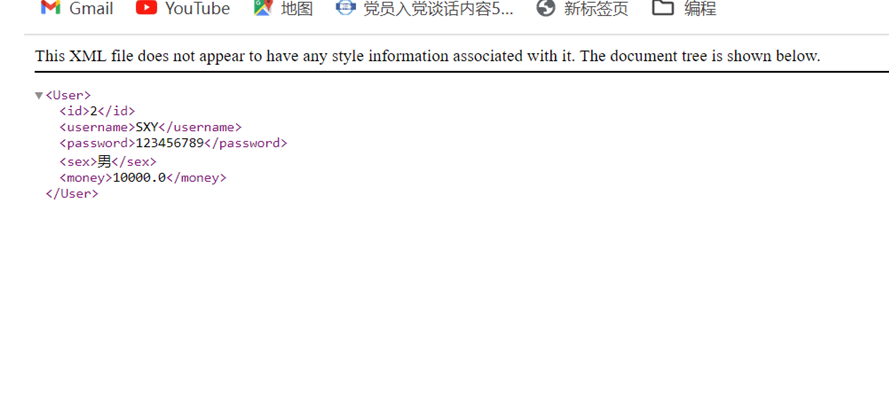 Gmail YouTube 地图 党员入党谈话内容5... 新标签页 编程
This XML file does not appear to have any style information associated with it. The document tree is shown below.
▼<User>
<id>2</id>
<username>SXY</username>
<password>123456789</password>
<sex>男</sex>
<money>10000.0</money>
</User>